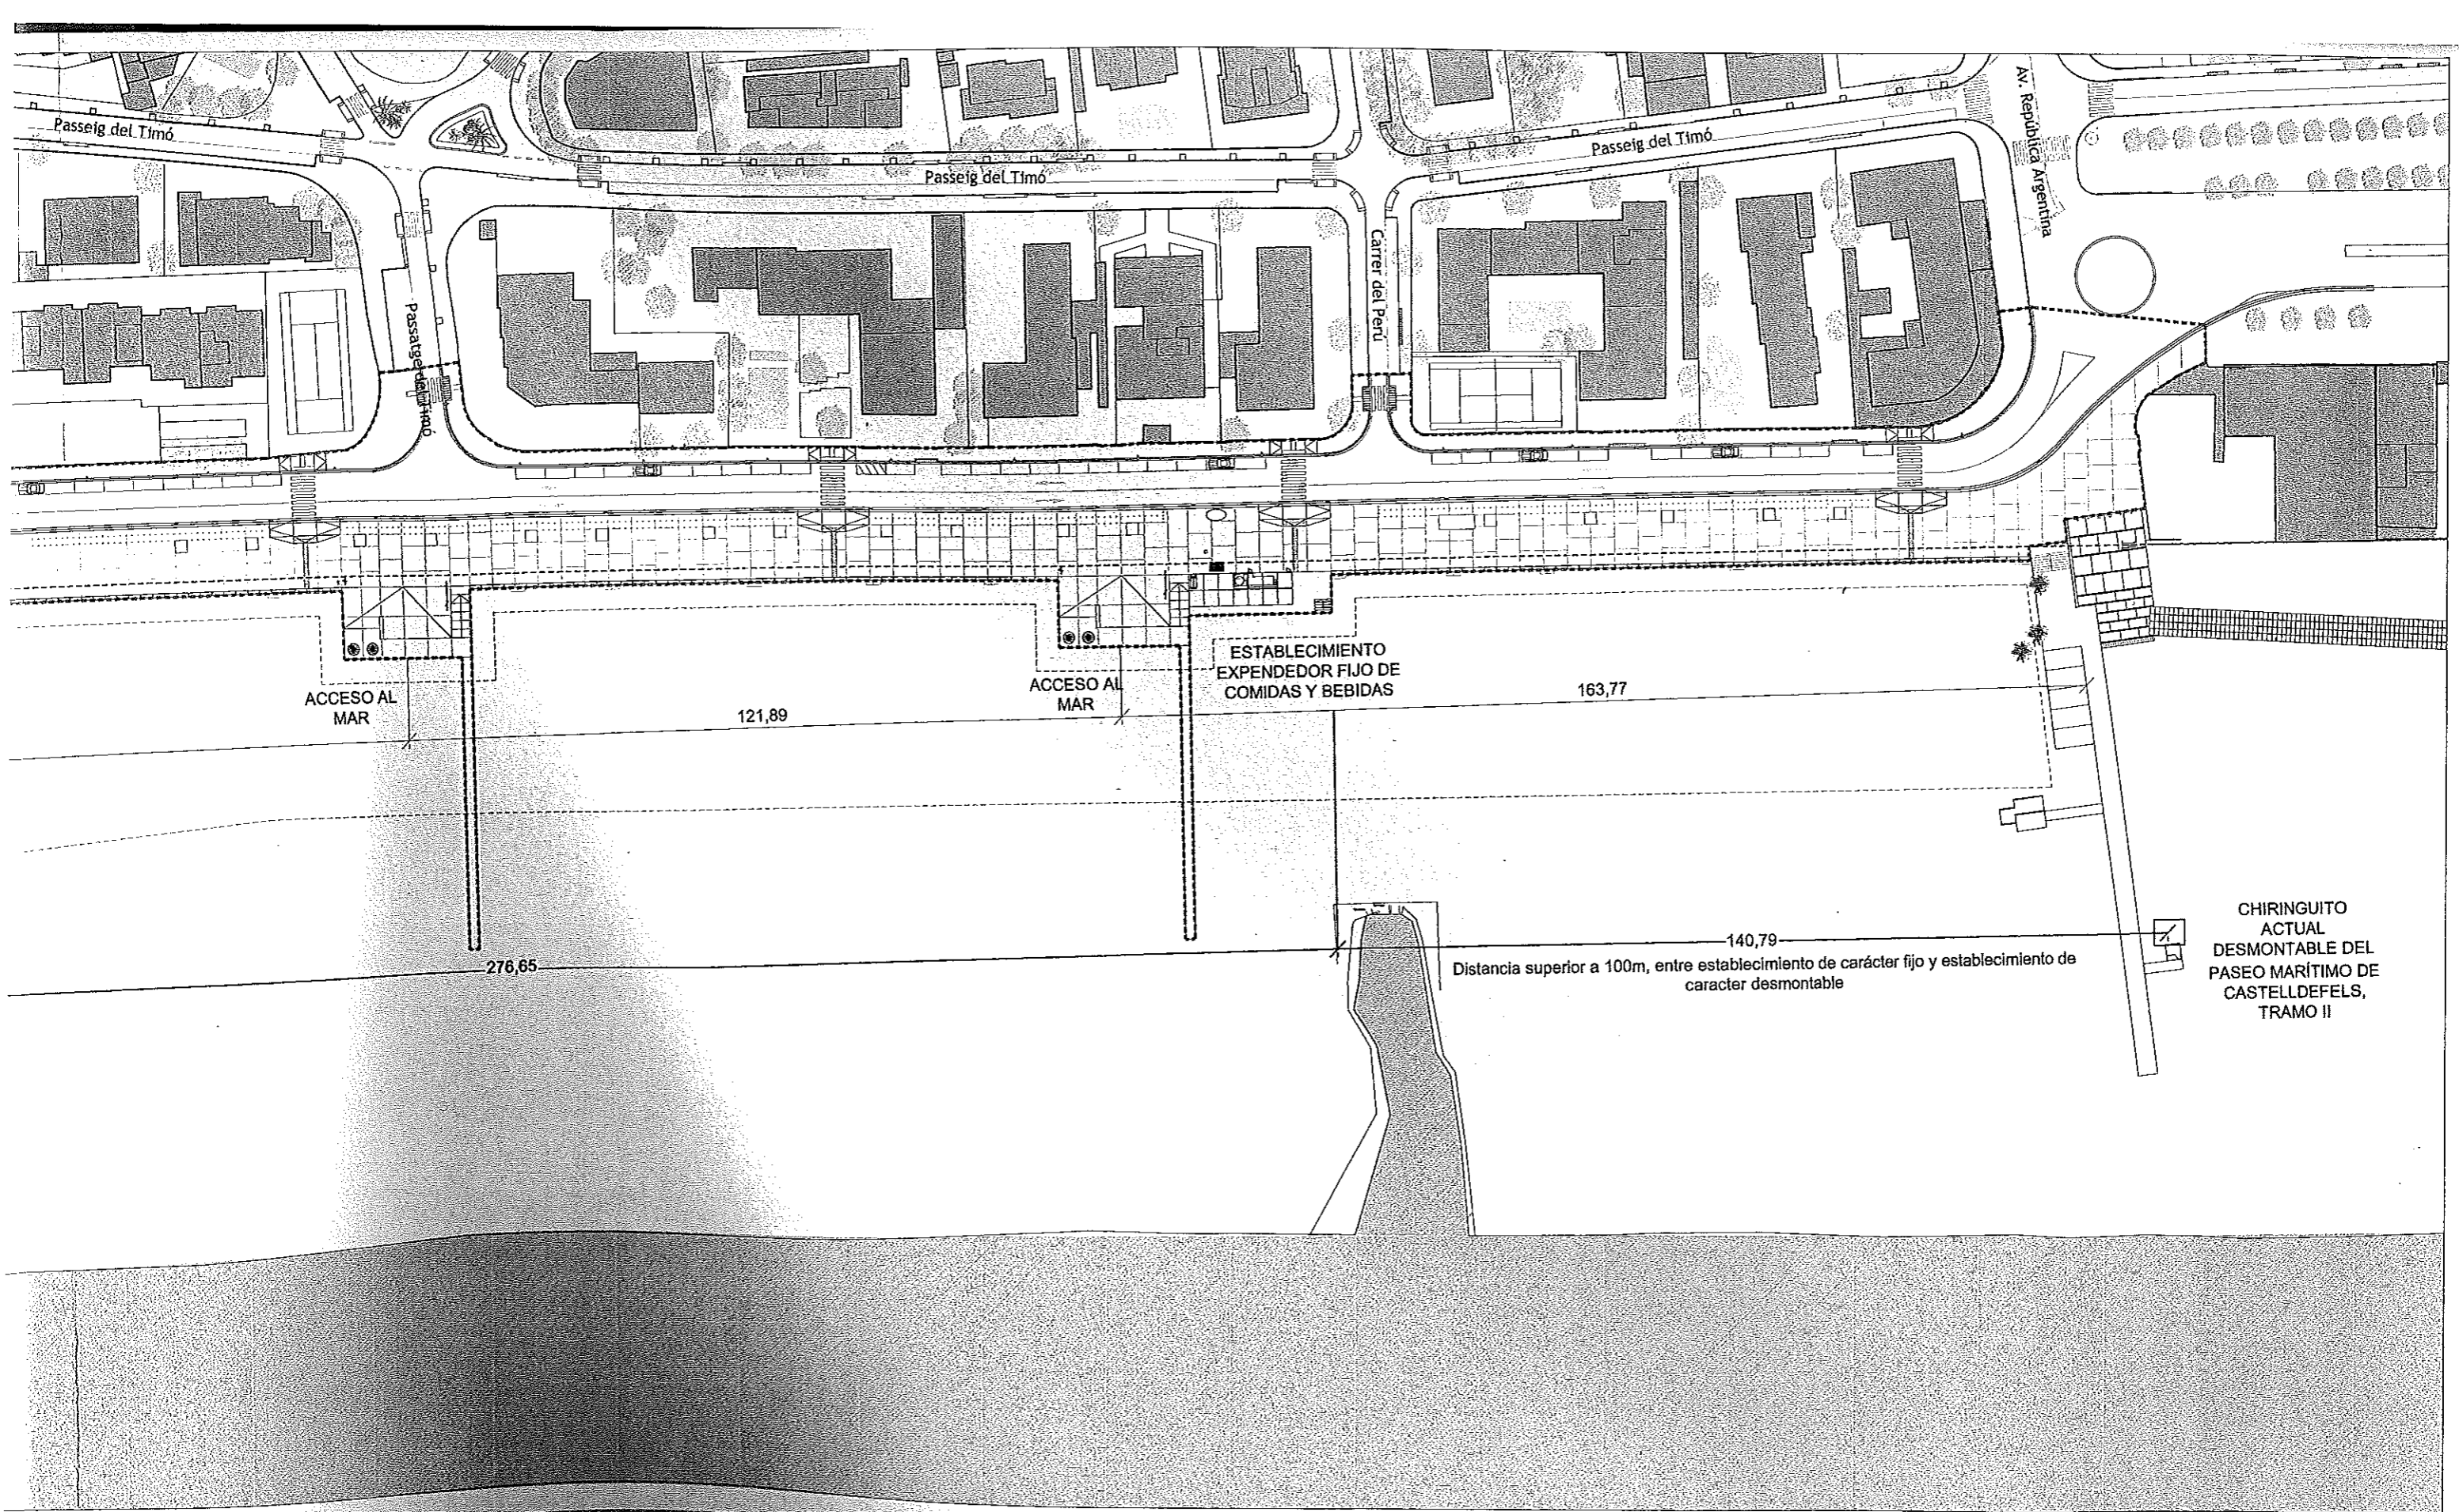 Passeig del Timó
Passeig del Timó
Passeig del Timó
Av. República Argentina
Carrer del Perú
Passatge del Timó
ACCESO AL
MAR
121,89
ACCESO AL
MAR
ESTABLECIMIENTO
EXPENDEDOR FIJO DE
COMIDAS Y BEBIDAS
163,77
276,65
140,79
Distancia superior a 100m, entre establecimiento de carácter fijo y establecimiento de
caracter desmontable
CHIRINGUITO
ACTUAL
DESMONTABLE DEL
PASEO MARÍTIMO DE
CASTELLDEFELS,
TRAMO II